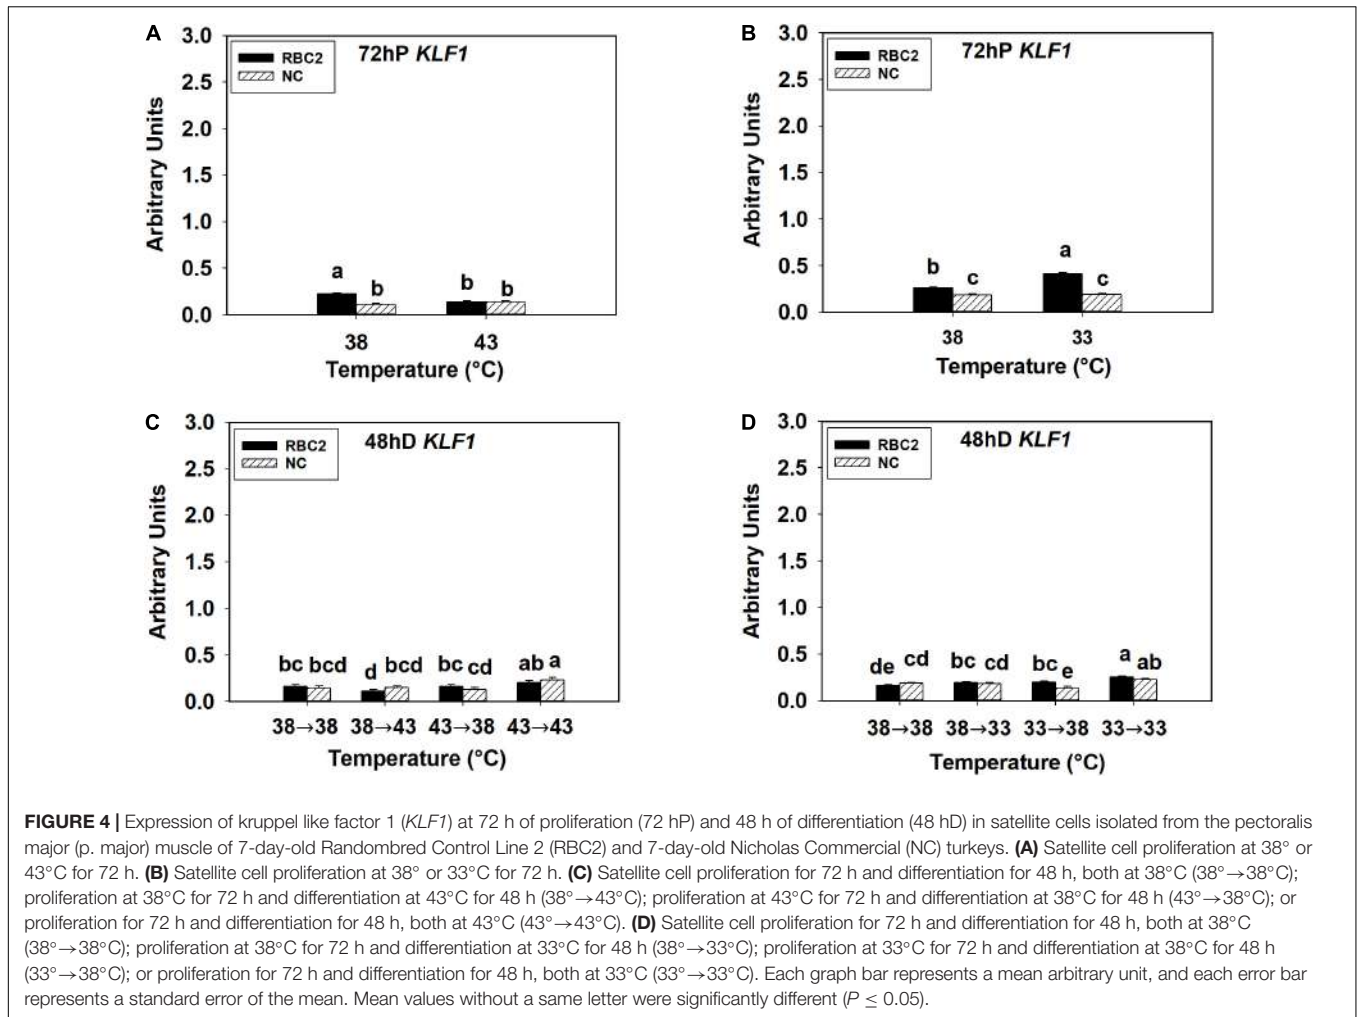 A
72hP KLF1
RBC2
NC
3.0
2.5
2.0
1.5
1.0
0.5
0.0
Arbitrary Units
a
b
b
b
38
43
Temperature (°C)
B
72hP KLF1
RBC2
NC
3.0
2.5
2.0
1.5
1.0
0.5
0.0
Arbitrary Units
b
c
a
c
38
33
Temperature (°C)
C
48hD KLF1
RBC2
NC
3.0
2.5
2.0
1.5
1.0
0.5
0.0
Arbitrary Units
bc bcd d bcd bc cd ab a
38→38 38→43 43→38 43→43
Temperature (°C)
D
48hD KLF1
RBC2
NC
3.0
2.5
2.0
1.5
1.0
0.5
0.0
Arbitrary Units
de cd bc cd bc e a ab
38→38 38→33 33→38 33→33
Temperature (°C)
FIGURE 4 | Expression of kruppel like factor 1 (KLF1) at 72 h of proliferation (72 hP) and 48 h of differentiation (48 hD) in satellite cells isolated from the pectoralis
major (p. major) muscle of 7-day-old Randombred Control Line 2 (RBC2) and 7-day-old Nicholas Commercial (NC) turkeys. (A) Satellite cell proliferation at 38° or
43°C for 72 h. (B) Satellite cell proliferation at 38° or 33°C for 72 h. (C) Satellite cell proliferation for 72 h and differentiation for 48 h, both at 38°C (38°→38°C);
proliferation at 38°C for 72 h and differentiation at 43°C for 48 h (38°→43°C); proliferation at 43°C for 72 h and differentiation at 38°C for 48 h (43°→38°C); or
proliferation for 72 h and differentiation for 48 h, both at 43°C (43°→43°C). (D) Satellite cell proliferation for 72 h and differentiation for 48 h, both at 38°C
(38°→38°C); proliferation at 38°C for 72 h and differentiation at 33°C for 48 h (38°→33°C); proliferation at 33°C for 72 h and differentiation at 38°C for 48 h
(33°→38°C); or proliferation for 72 h and differentiation for 48 h, both at 33°C (33°→33°C). Each graph bar represents a mean arbitrary unit, and each error bar
represents a standard error of the mean. Mean values without a same letter were significantly different (P ≤ 0.05).